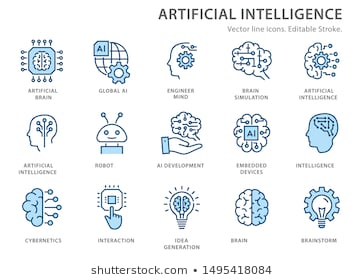 ARTIFICIAL INTELLIGENCE
Vector line icons. Editable Stroke.
AI
AI
ARTIFICIAL BRAIN
GLOBAL AI
ENGINEER MIND
BRAIN SIMULATION
ARTIFICIAL INTELLIGENCE
ARTIFICIAL INTELLIGENCE
ROBOT
AI DEVELOPMENT
EMBEDDED DEVICES
INTELLIGENCE
CYBERNETICS
INTERACTION
IDEA GENERATION
BRAIN
BRAINSTORM
shutterstock.com • 1495418084